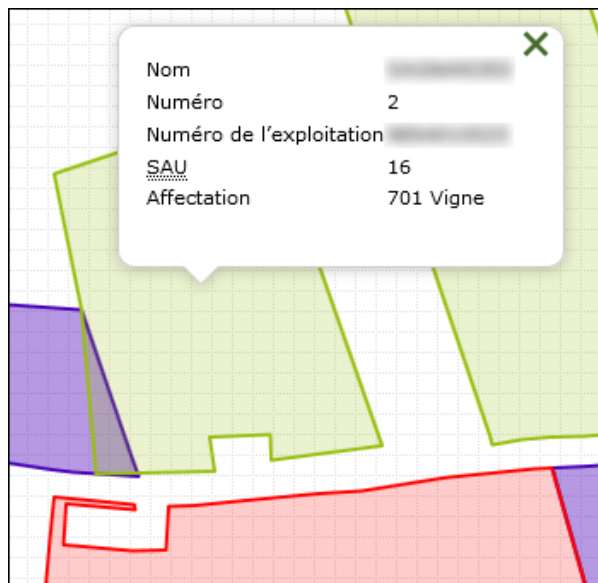 Nom
Numéro 2
Numéro de l’exploitation
SAU 16
Affectation 701 Vigne